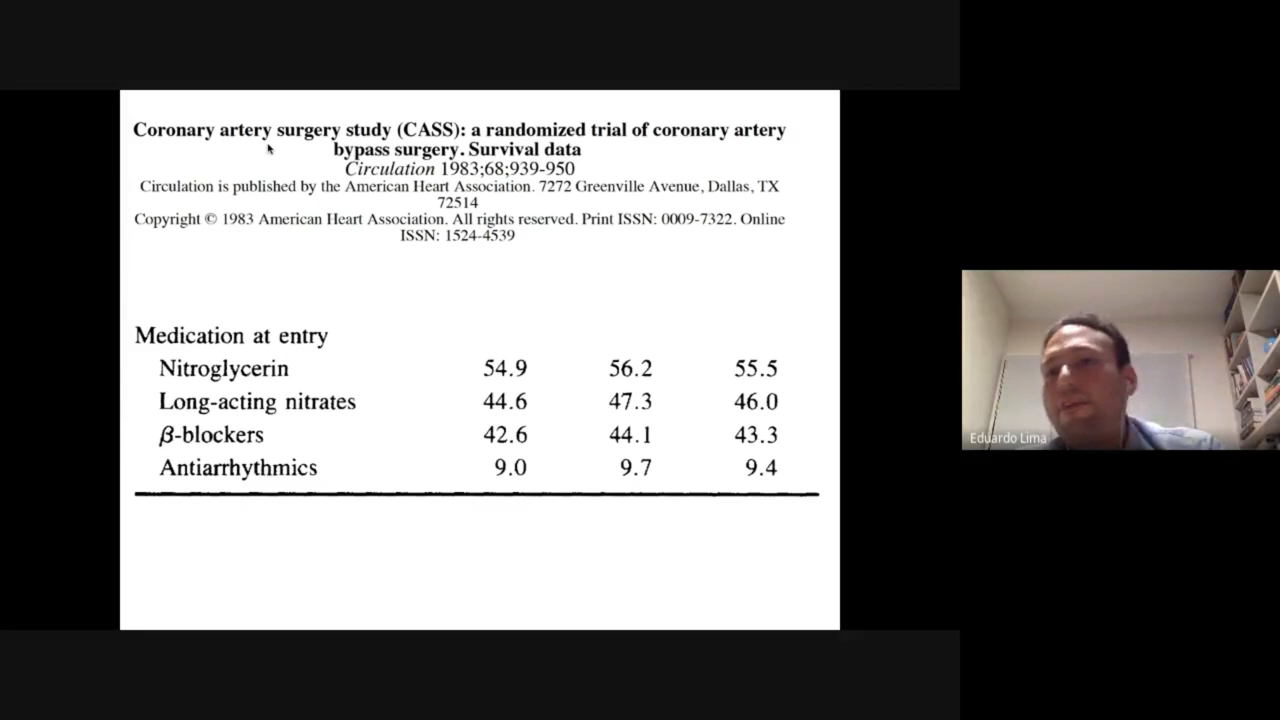 Coronary artery surgery study (CASS): a randomized trial of coronary artery
bypass surgery. Survival data
Circulation 1983;68;939-950
Circulation is published by the American Heart Association. 7272 Greenville Avenue, Dallas, TX
72514
Copyright © 1983 American Heart Association. All rights reserved. Print ISSN: 0009-7322. Online
ISSN: 1524-4539
Medication at entry
Nitroglycerin 54.9 56.2 55.5
Long-acting nitrates 44.6 47.3 46.0
β-blockers 42.6 44.1 43.3
Antiarrhythmics 9.0 9.7 9.4
Eduardo Lima